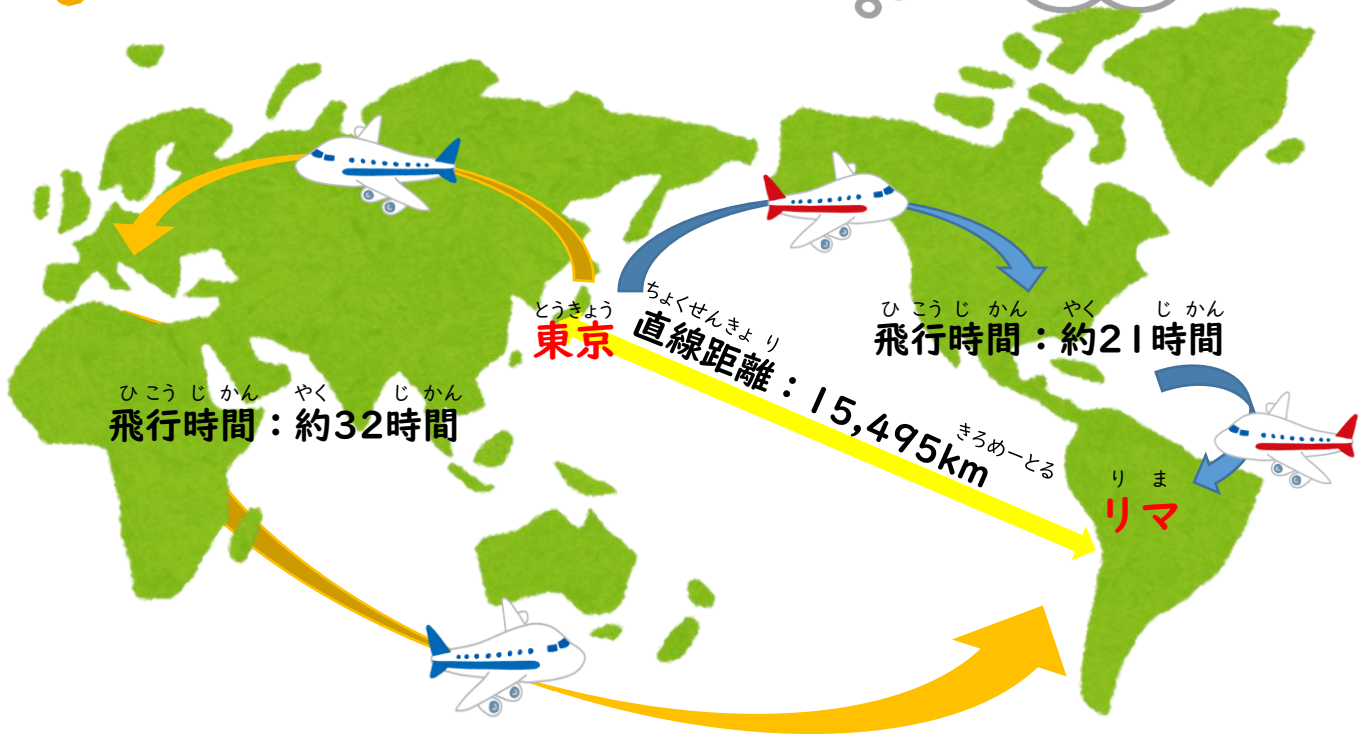 とうきょう
東京
ちょくせんきょり
直線距離：15,495km
きろめーとる
ひこうじかん やく じかん
飛行時間：約21時間
ひこうじかん やく じかん
飛行時間：約32時間
りま
リマ